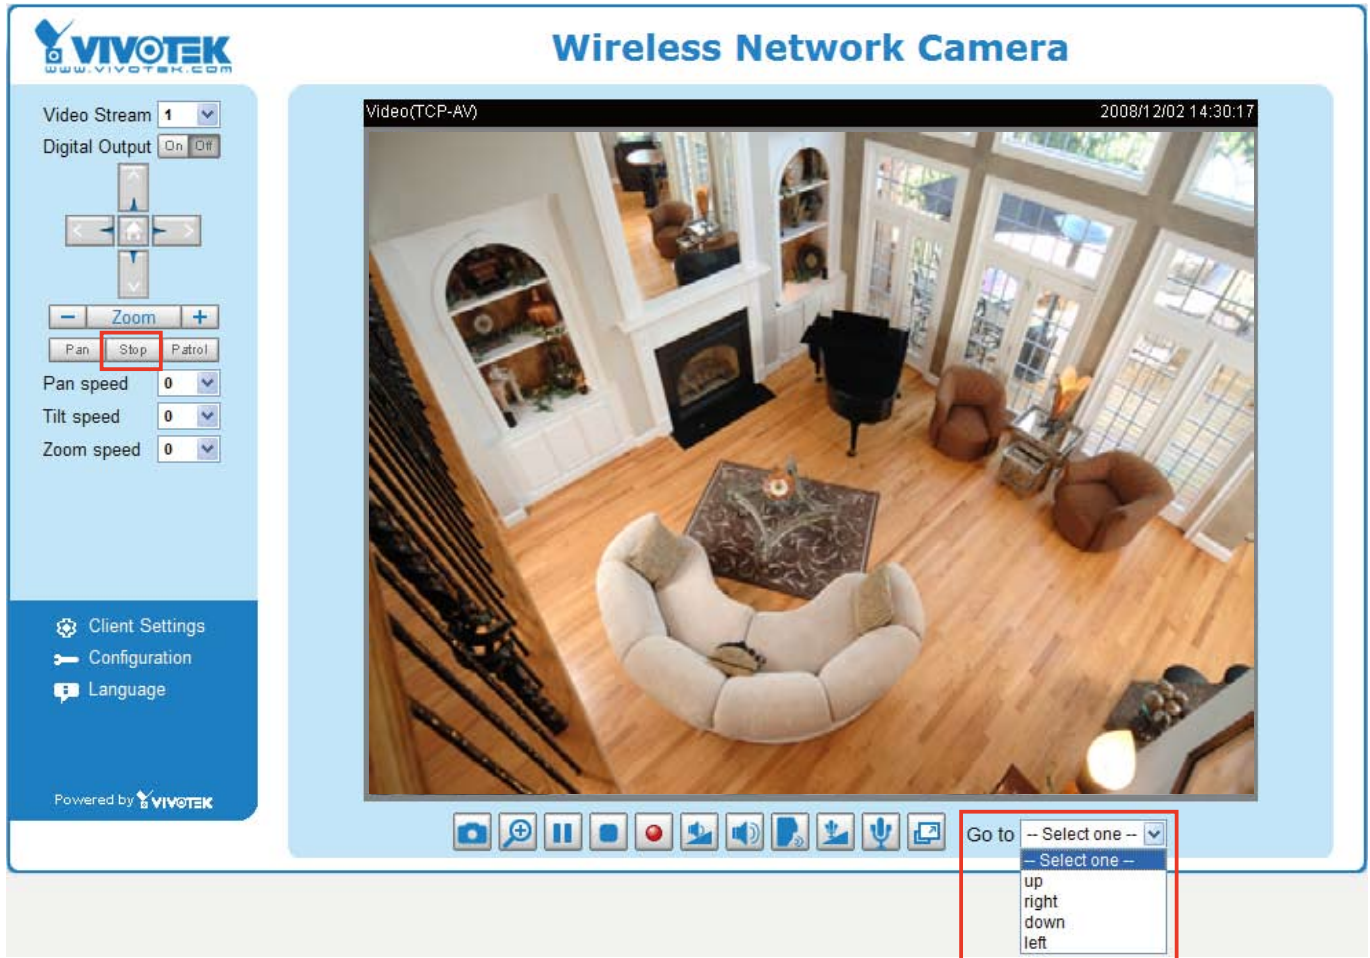 VIVOTEK
www.vivotek.com
Wireless Network Camera
Video Stream 1
Digital Output On Off
Zoom
Pan Stop Patrol
Pan speed 0
Tilt speed 0
Zoom speed 0
Client Settings
Configuration
Language
Powered by VIVOTEK
Video(TCP-AV) 2008/12/02 14:30:17
Go to -- Select one --
-- Select one --
up
right
down
left